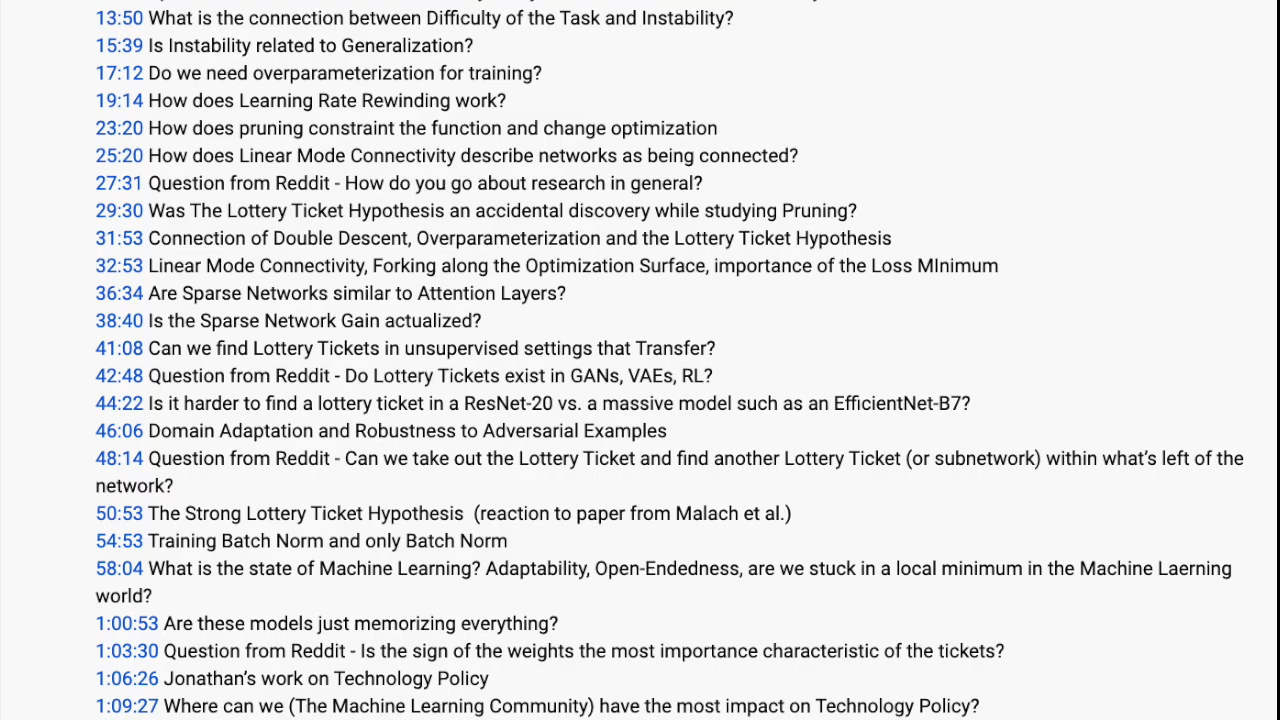 13:50 What is the connection between Difficulty of the Task and Instability?
15:39 Is Instability related to Generalization?
17:12 Do we need overparameterization for training?
19:14 How does Learning Rate Rewinding work?
23:20 How does pruning constraint the function and change optimization
25:20 How does Linear Mode Connectivity describe networks as being connected?
27:31 Question from Reddit - How do you go about research in general?
29:30 Was The Lottery Ticket Hypothesis an accidental discovery while studying Pruning?
31:53 Connection of Double Descent, Overparameterization and the Lottery Ticket Hypothesis
32:53 Linear Mode Connectivity, Forking along the Optimization Surface, importance of the Loss MInimum
36:34 Are Sparse Networks similar to Attention Layers?
38:40 Is the Sparse Network Gain actualized?
41:08 Can we find Lottery Tickets in unsupervised settings that Transfer?
42:48 Question from Reddit - Do Lottery Tickets exist in GANs, VAEs, RL?
44:22 Is it harder to find a lottery ticket in a ResNet-20 vs. a massive model such as an EfficientNet-B7?
46:06 Domain Adaptation and Robustness to Adversarial Examples
48:14 Question from Reddit - Can we take out the Lottery Ticket and find another Lottery Ticket (or subnetwork) within what's left of the
network?
50:53 The Strong Lottery Ticket Hypothesis  (reaction to paper from Malach et al.)
54:53 Training Batch Norm and only Batch Norm
58:04 What is the state of Machine Learning? Adaptability, Open-Endedness, are we stuck in a local minimum in the Machine Laerning
world?
1:00:53 Are these models just memorizing everything?
1:03:30 Question from Reddit - Is the sign of the weights the most importance characteristic of the tickets?
1:06:26 Jonathan's work on Technology Policy
1:09:27 Where can we (The Machine Learning Community) have the most impact on Technology Policy?